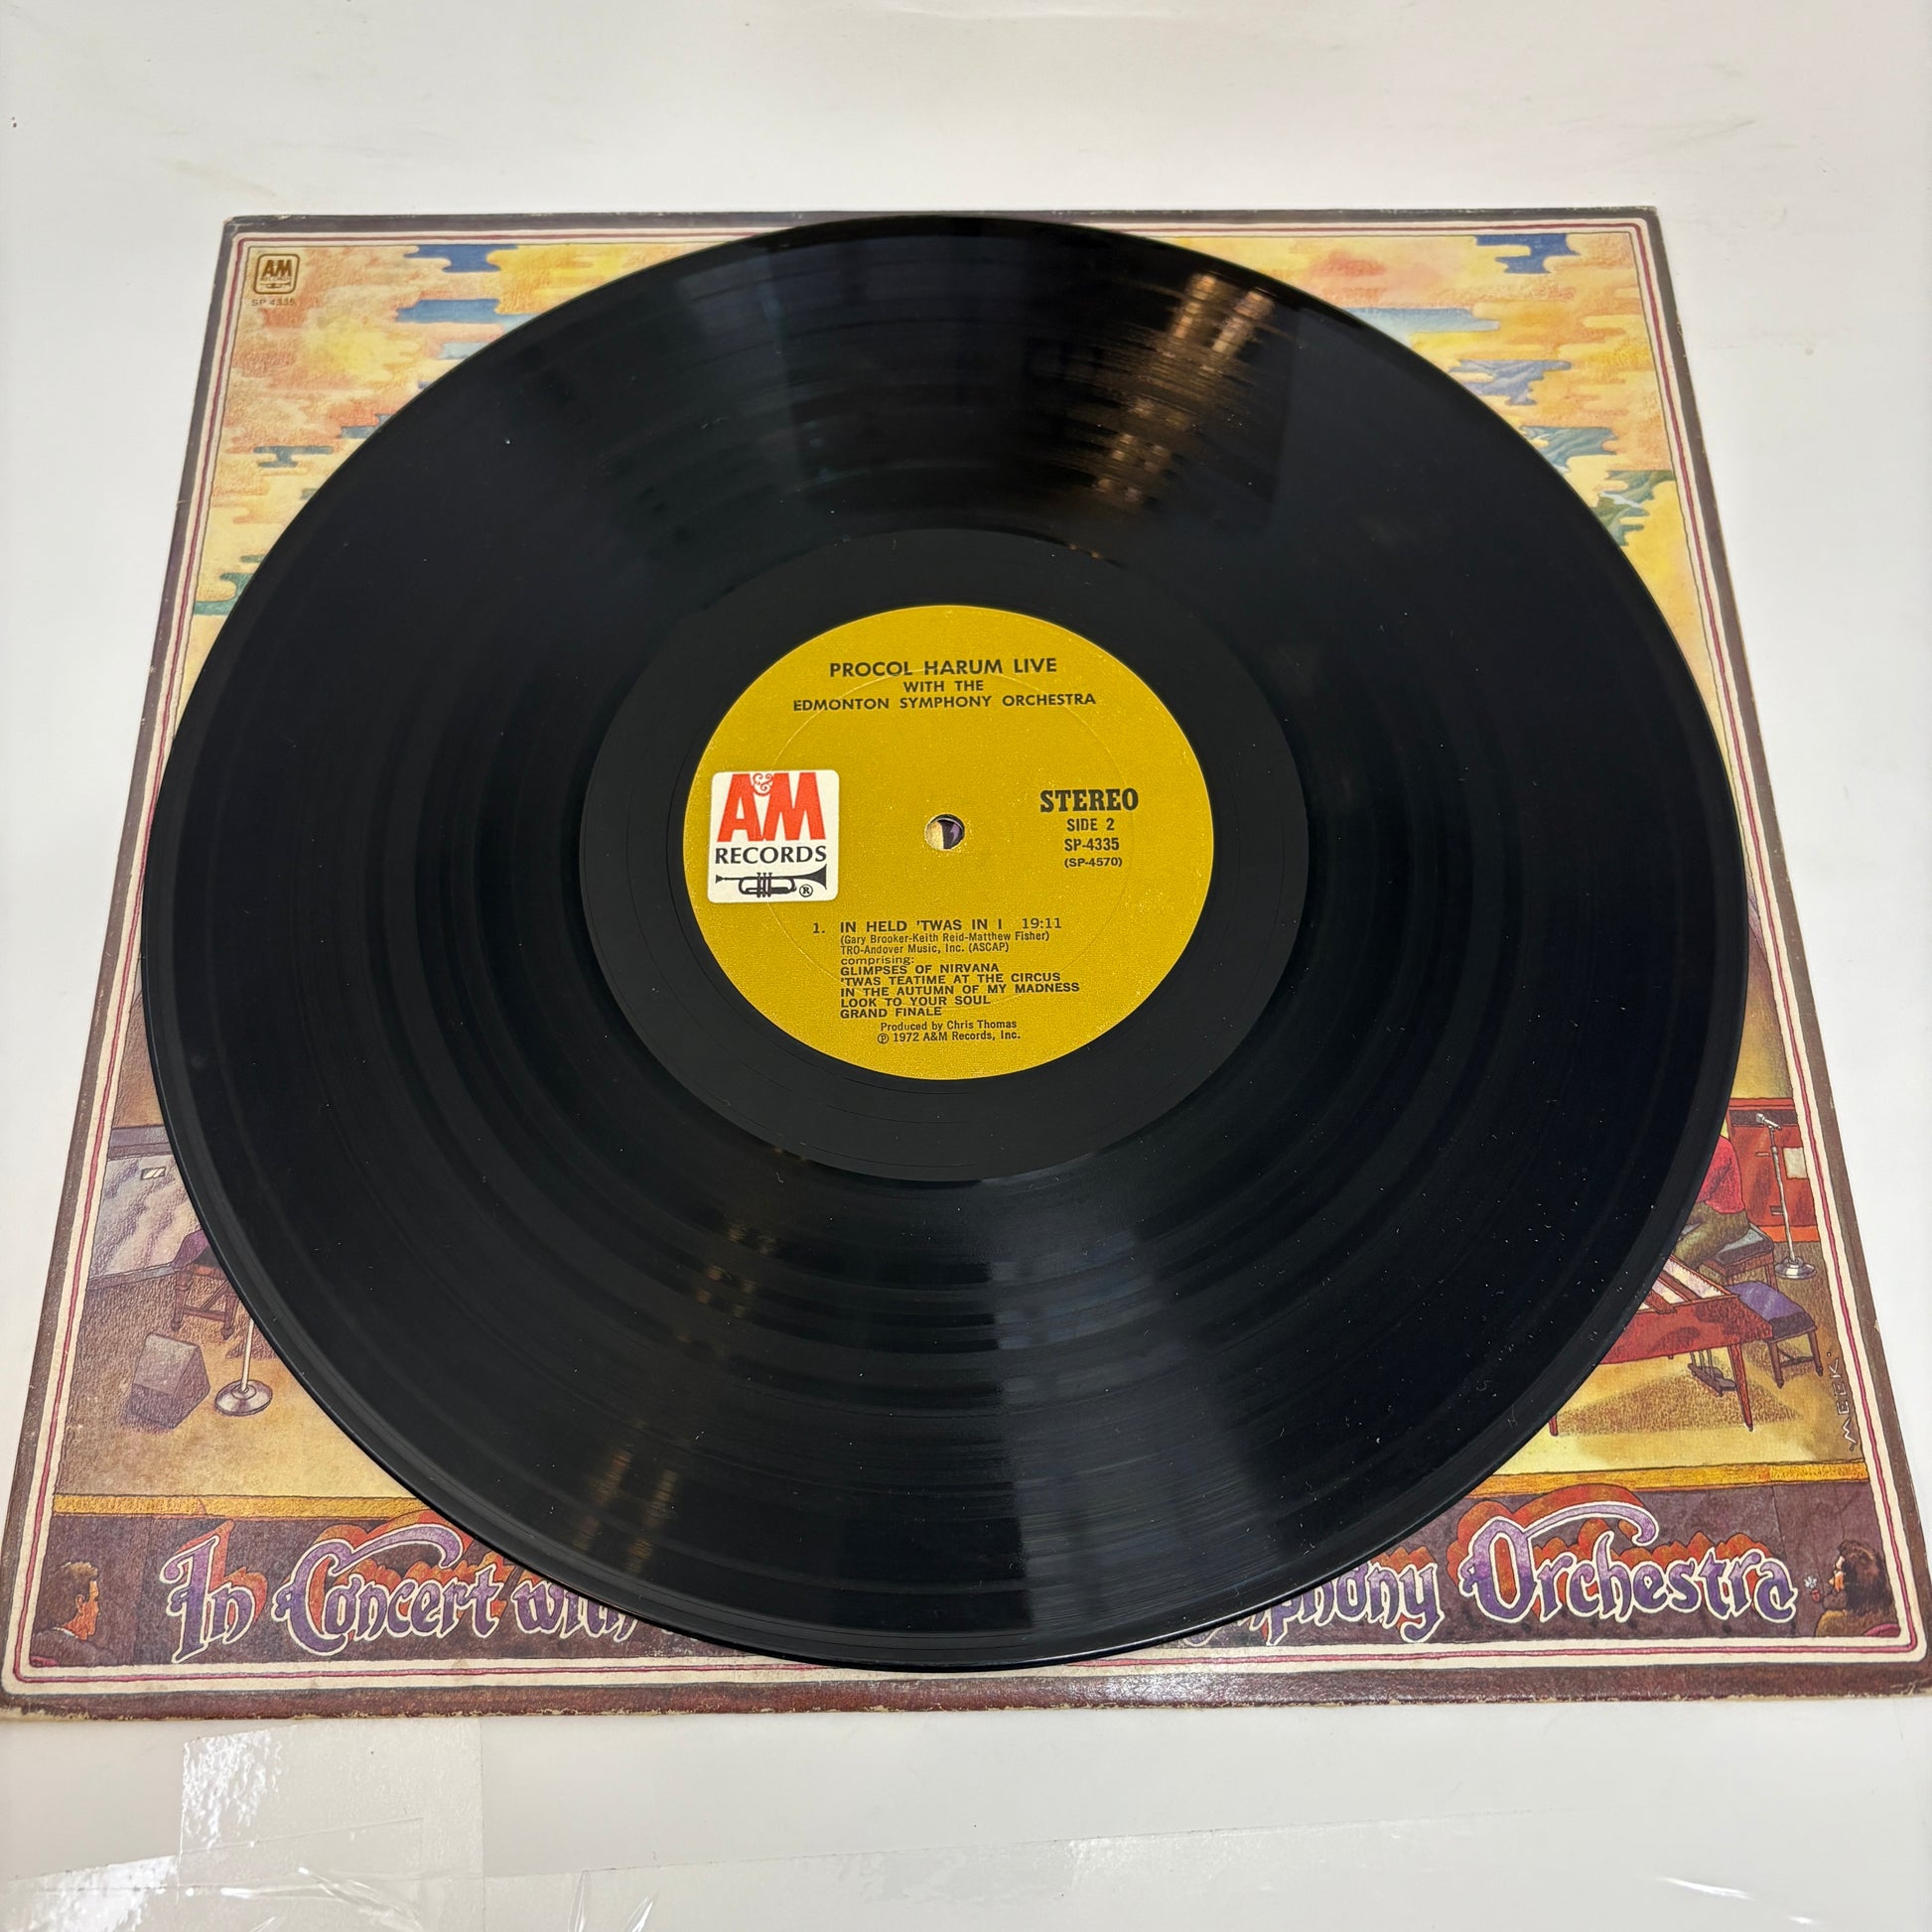 A&M
RECORDS
SP 4335
PROCOL HARUM LIVE
WITH THE
EDMONTON SYMPHONY ORCHESTRA
A&M
RECORDS
®
STEREO
SIDE 2
SP-4335
(SP-4570)
1. IN HELD 'TWAS IN I 19:11
(Gary Brooker-Keith Reid-Matthew Fisher)
TRO-Andover Music, Inc. (ASCAP)
comprising:
GLIMPSES OF NIRVANA
'TWAS TEATIME AT THE CIRCUS
IN THE AUTUMN OF MY MADNESS
LOOK TO YOUR SOUL
GRAND FINALE
Produced by Chris Thomas
℗ 1972 A&M Records, Inc.
MEEK
In Concert with Orchestra